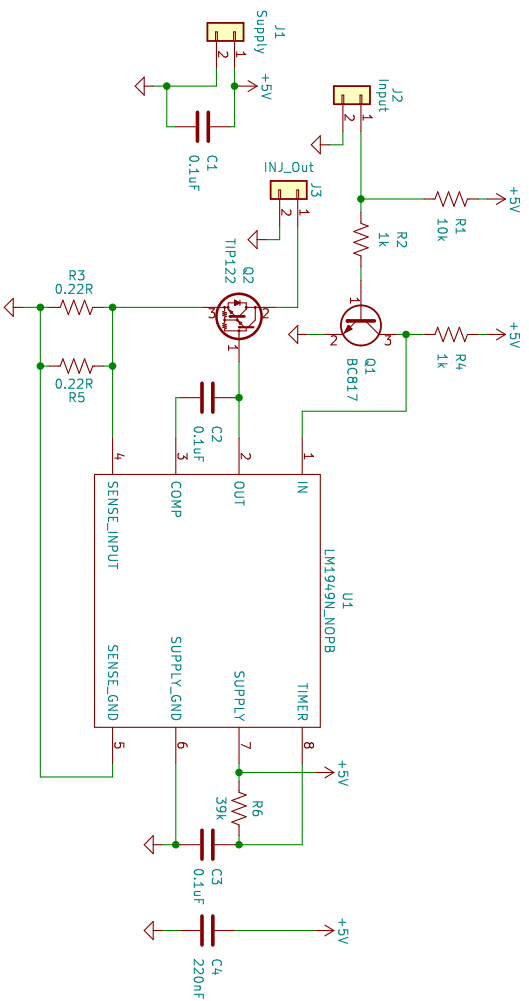 J1
Supply
1
2
+5V
C1
0.1uF
J2
Input
1
2
+5V
R1
10k
R2
1k
INJ_Out
J3
1
2
Q2
TIP122
3
2
1
1
2
3
Q1
BC817
+5V
R4
1k
R3
0.22R
0.22R
R5
C2
0.1uF
4
3
2
1
SENSE_INPUT
COMP
OUT
IN
U1
LM1949N_NOPB
SENSE_GND
SUPPLY_GND
SUPPLY
TIMER
5
6
7
8
+5V
R6
39k
C3
0.1uF
+5V
C4
220nF